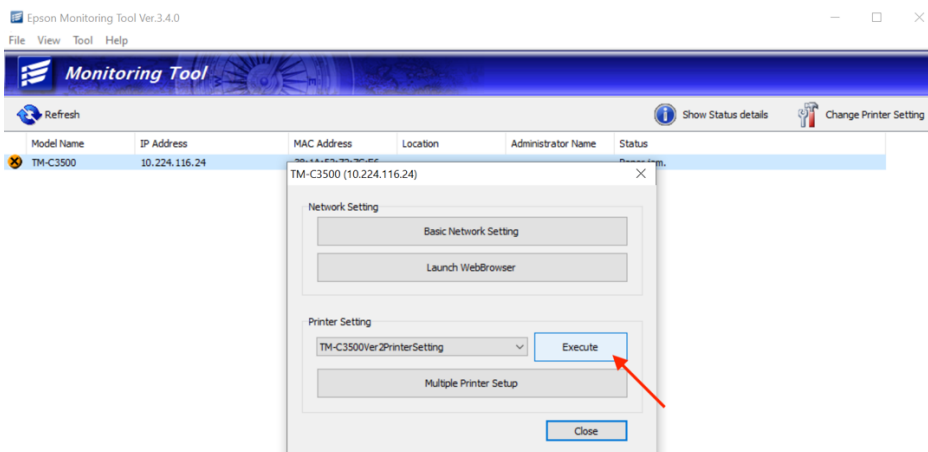 Epson Monitoring Tool Ver.3.4.0
File View Tool Help
Monitoring Tool
Refresh Show Status details Change Printer Setting
Model Name IP Address MAC Address Location Administrator Name Status
TM-C3500 10.224.116.24
TM-C3500 (10.224.116.24)
Network Setting
Basic Network Setting
Launch WebBrowser
Printer Setting
TM-C3500Ver2PrinterSetting Execute
Multiple Printer Setup
Close